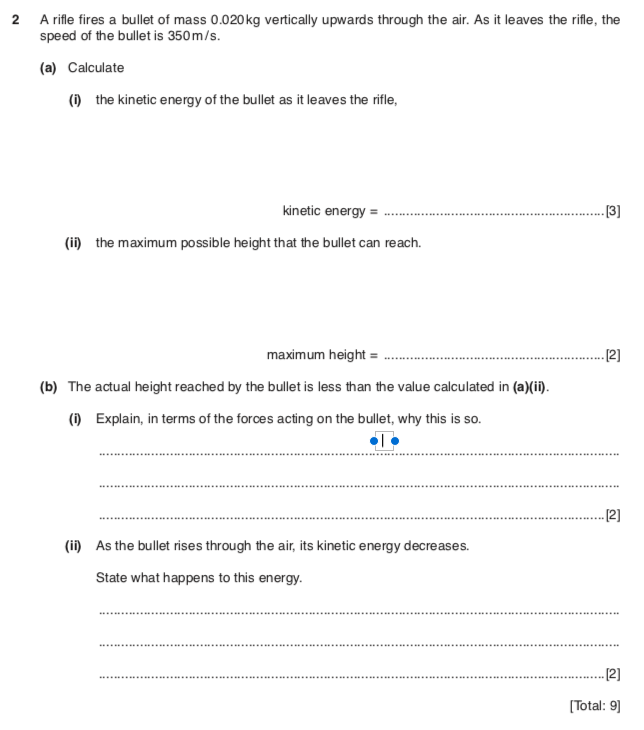 2 A rifle fires a bullet of mass 0.020 kg vertically upwards through the air. As it leaves the rifle, the
speed of the bullet is 350 m / s.
(a) Calculate
(i) the kinetic energy of the bullet as it leaves the rifle,
kinetic energy = ........................................................... [3]
(ii) the maximum possible height that the bullet can reach.
maximum height = ........................................................... [2]
(b) The actual height reached by the bullet is less than the value calculated in (a)(ii).
(i) Explain, in terms of the forces acting on the bullet, why this is so.
..........................................................................................................................................
..........................................................................................................................................
...................................................................................................................................... [2]
(ii) As the bullet rises through the air, its kinetic energy decreases.
State what happens to this energy.
..........................................................................................................................................
..........................................................................................................................................
...................................................................................................................................... [2]
[Total: 9]